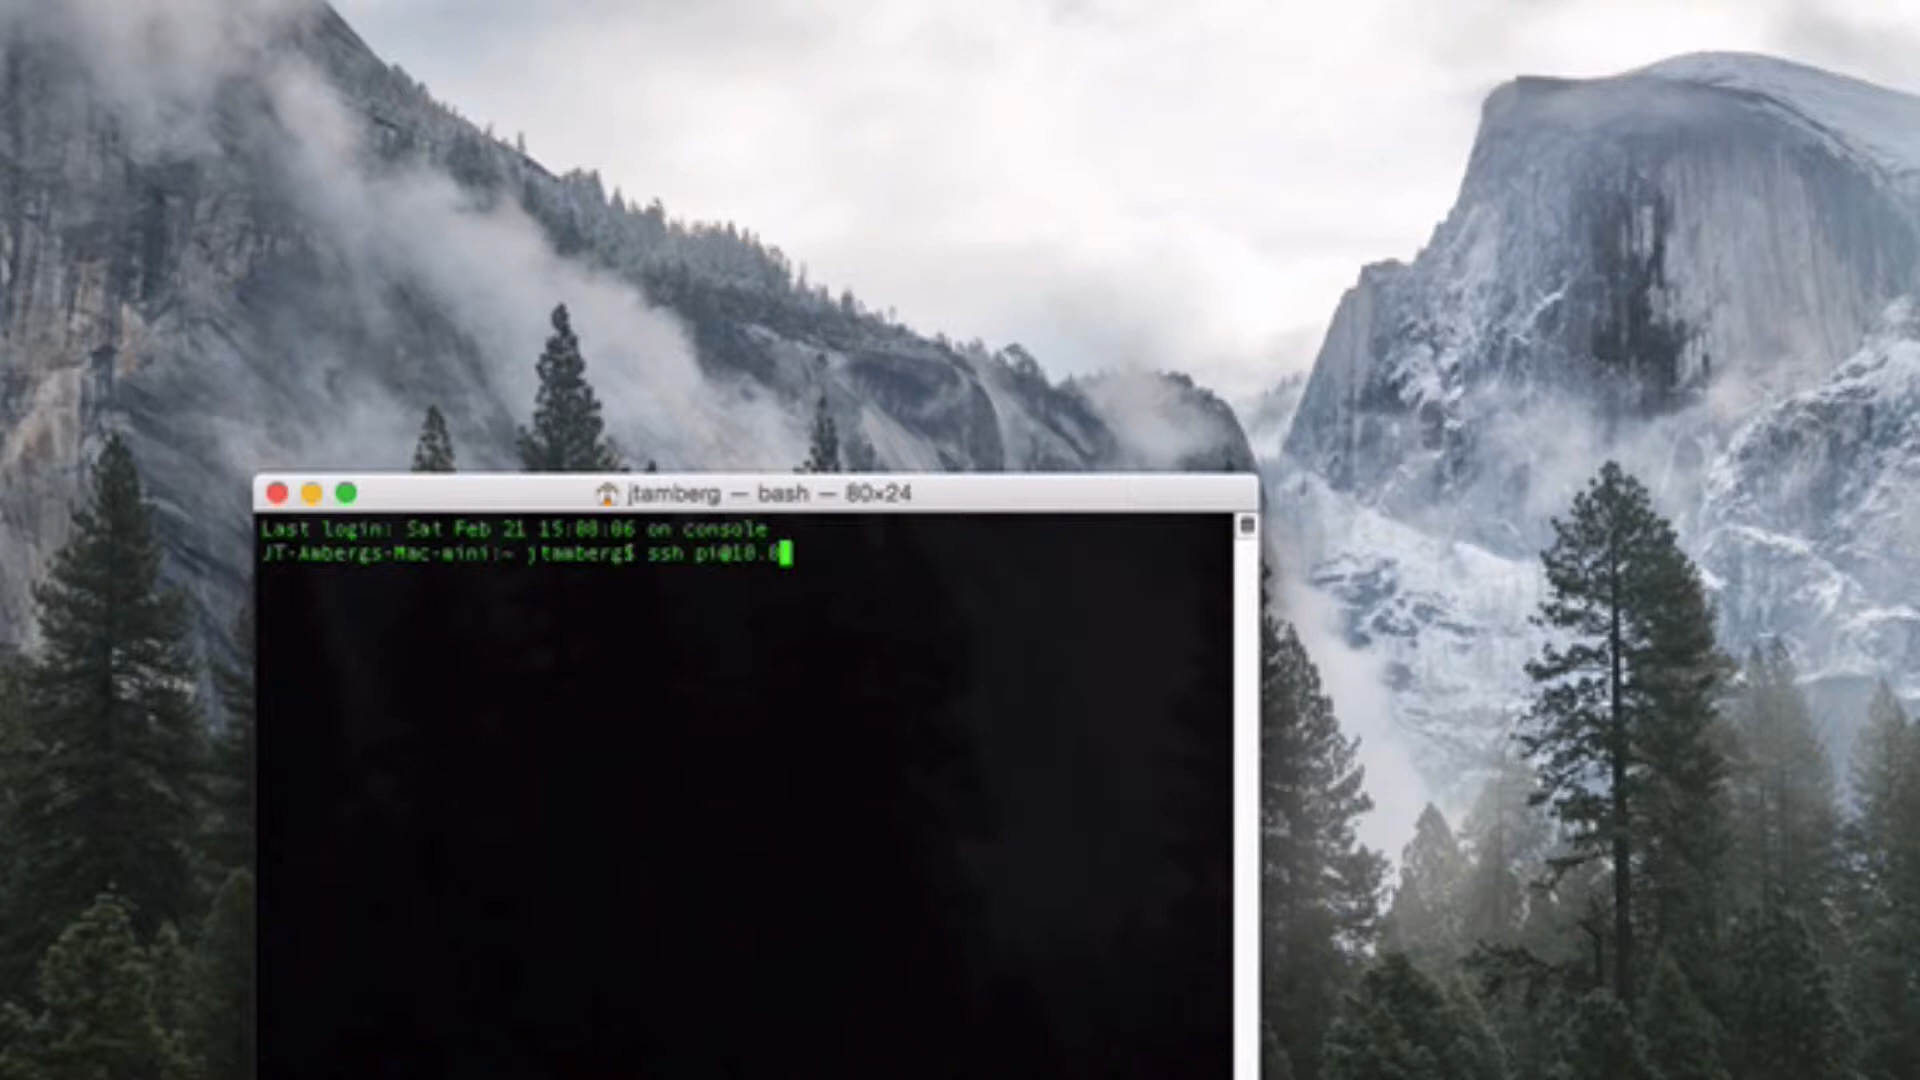 jtamberg — bash — 80×24
Last login: Sat Feb 21 15:08:06 on console
JT-Ambergs-Mac-mini:~ jtamberg$ ssh pi@10.0